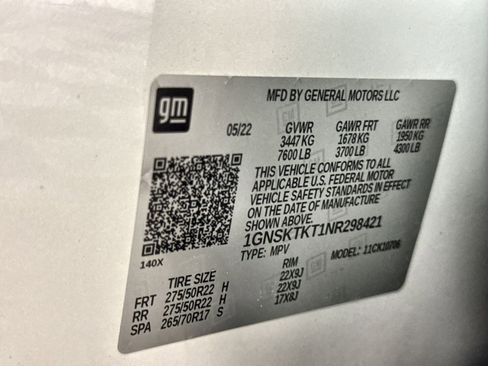 gm
MFD BY GENERAL MOTORS LLC
05/22 GVWR GAWR FRT GAWR RR
3447 KG 1678 KG 1950 KG
7600 LB 3700 LB 4300 LB
THIS VEHICLE CONFORMS TO ALL
APPLICABLE U.S. FEDERAL MOTOR
VEHICLE SAFETY STANDARDS IN EFFECT
ON THE DATE OF MANUFACTURE
SHOWN ABOVE.
1GNSKTKT1NR298421
TYPE: MPV MODEL: 11CK10706
140X
TIRE SIZE RIM
FRT 275/50R22 H 22X9J
RR 275/50R22 H 22X9J
SPA 265/70R17 S 17X8J